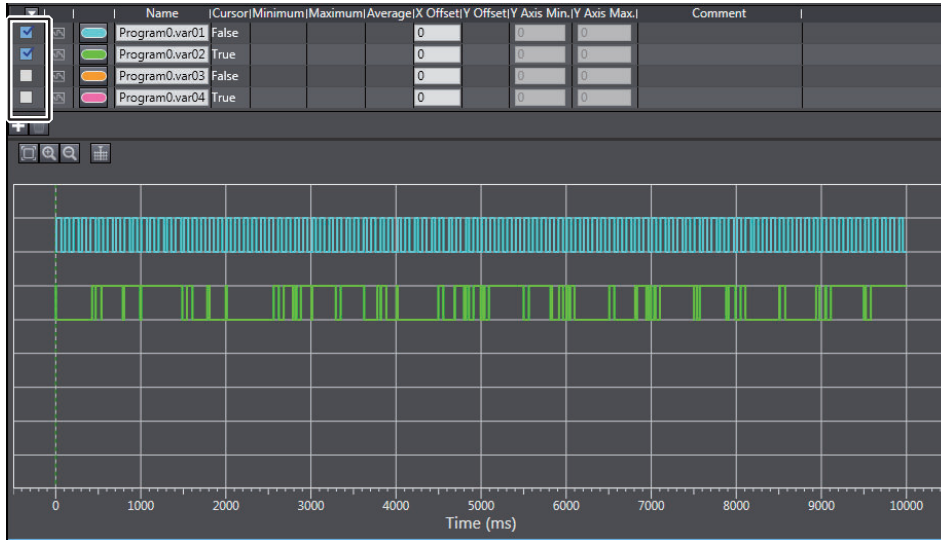 Name Cursor Minimum Maximum Average X Offset Y Offset Y Axis Min. Y Axis Max. Comment
Program0.var01 False 0 0 0
Program0.var02 True 0 0 0
Program0.var03 False 0 0 0
Program0.var04 True 0 0 0
0 1000 2000 3000 4000 5000 6000 7000 8000 9000 10000
Time (ms)